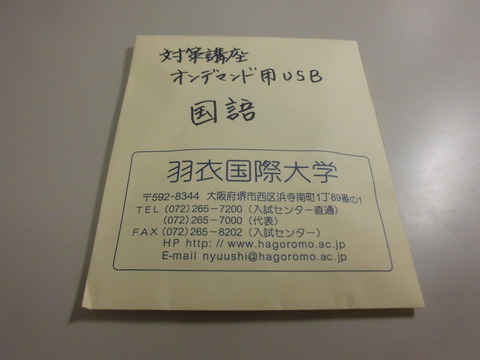 対策講座
オンデマンド用USB
国語
羽衣国際大学
〒592-8344 大阪府堺市西区浜寺南町1丁89番の1
TEL (072)265-7200 (入試センター直通)
(072)265-7000 (代表)
FAX (072)265-8202 (入試センター)
HP http: // www.hagoromo.ac.jp
E-mail nyuushi@hagoromo.ac.jp